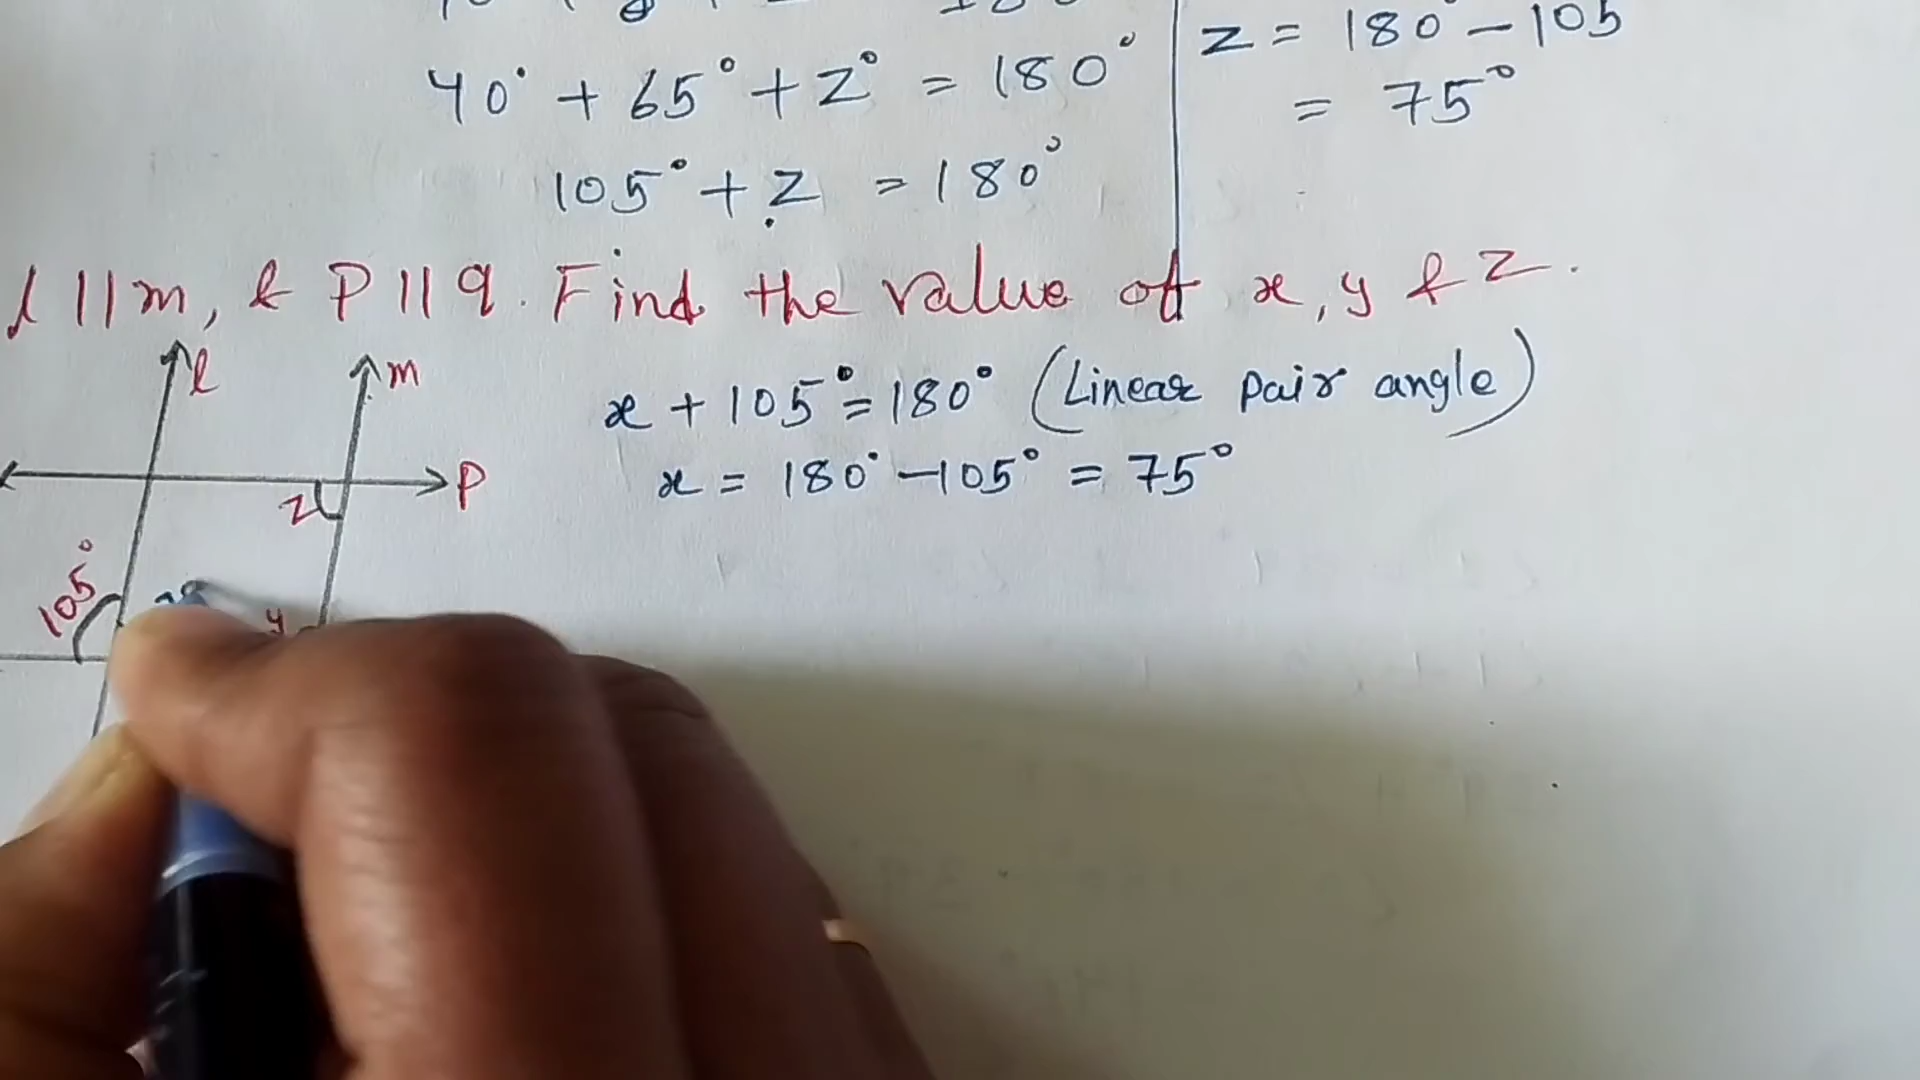 40° + 65° + z° = 180°
105° + z = 180°
z = 180° - 105
= 75°
l || m, & P || q. Find the value of x, y & z.
l
m
P
z
105°
y
x + 105° = 180° (Linear pair angle)
x = 180° - 105° = 75°